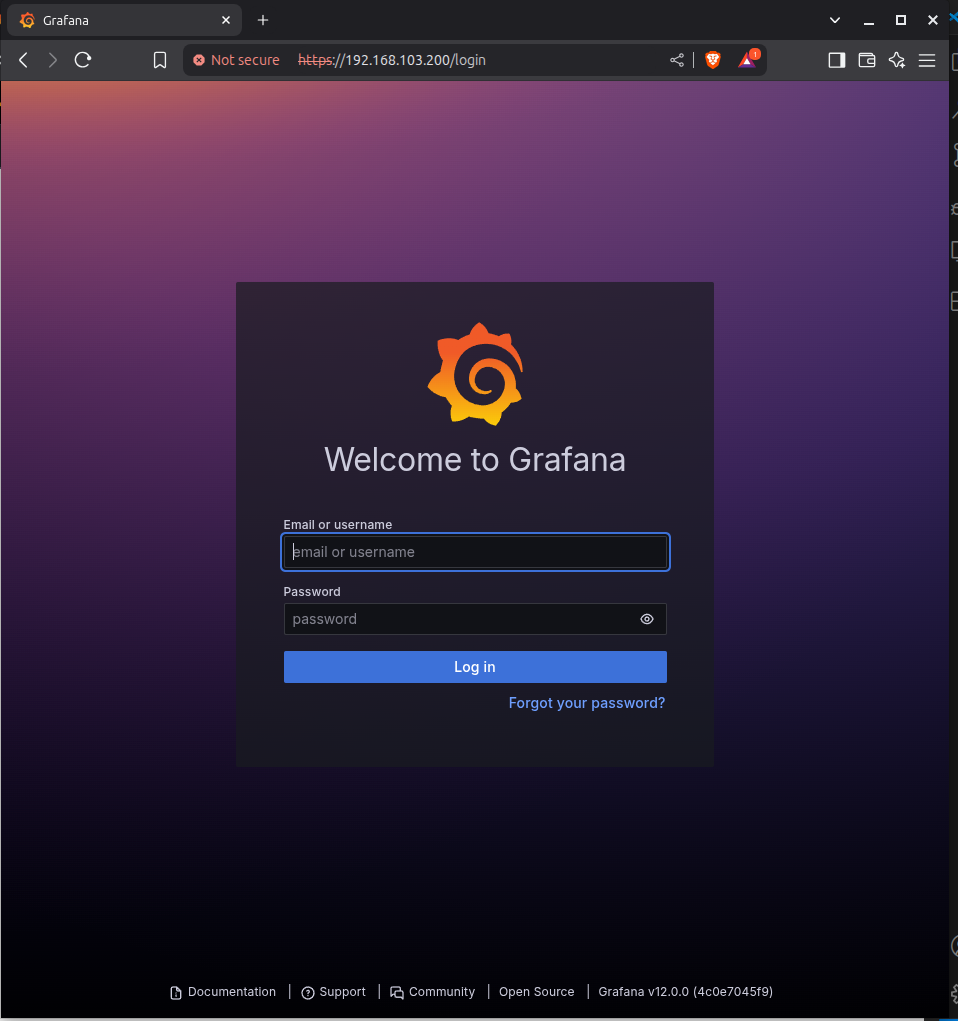 Grafana
Not secure https://192.168.103.200/login
1
Welcome to Grafana
Email or username
email or username
Password
password
Log in
Forgot your password?
Documentation | Support | Community | Open Source | Grafana v12.0.0 (4c0e7045f9)